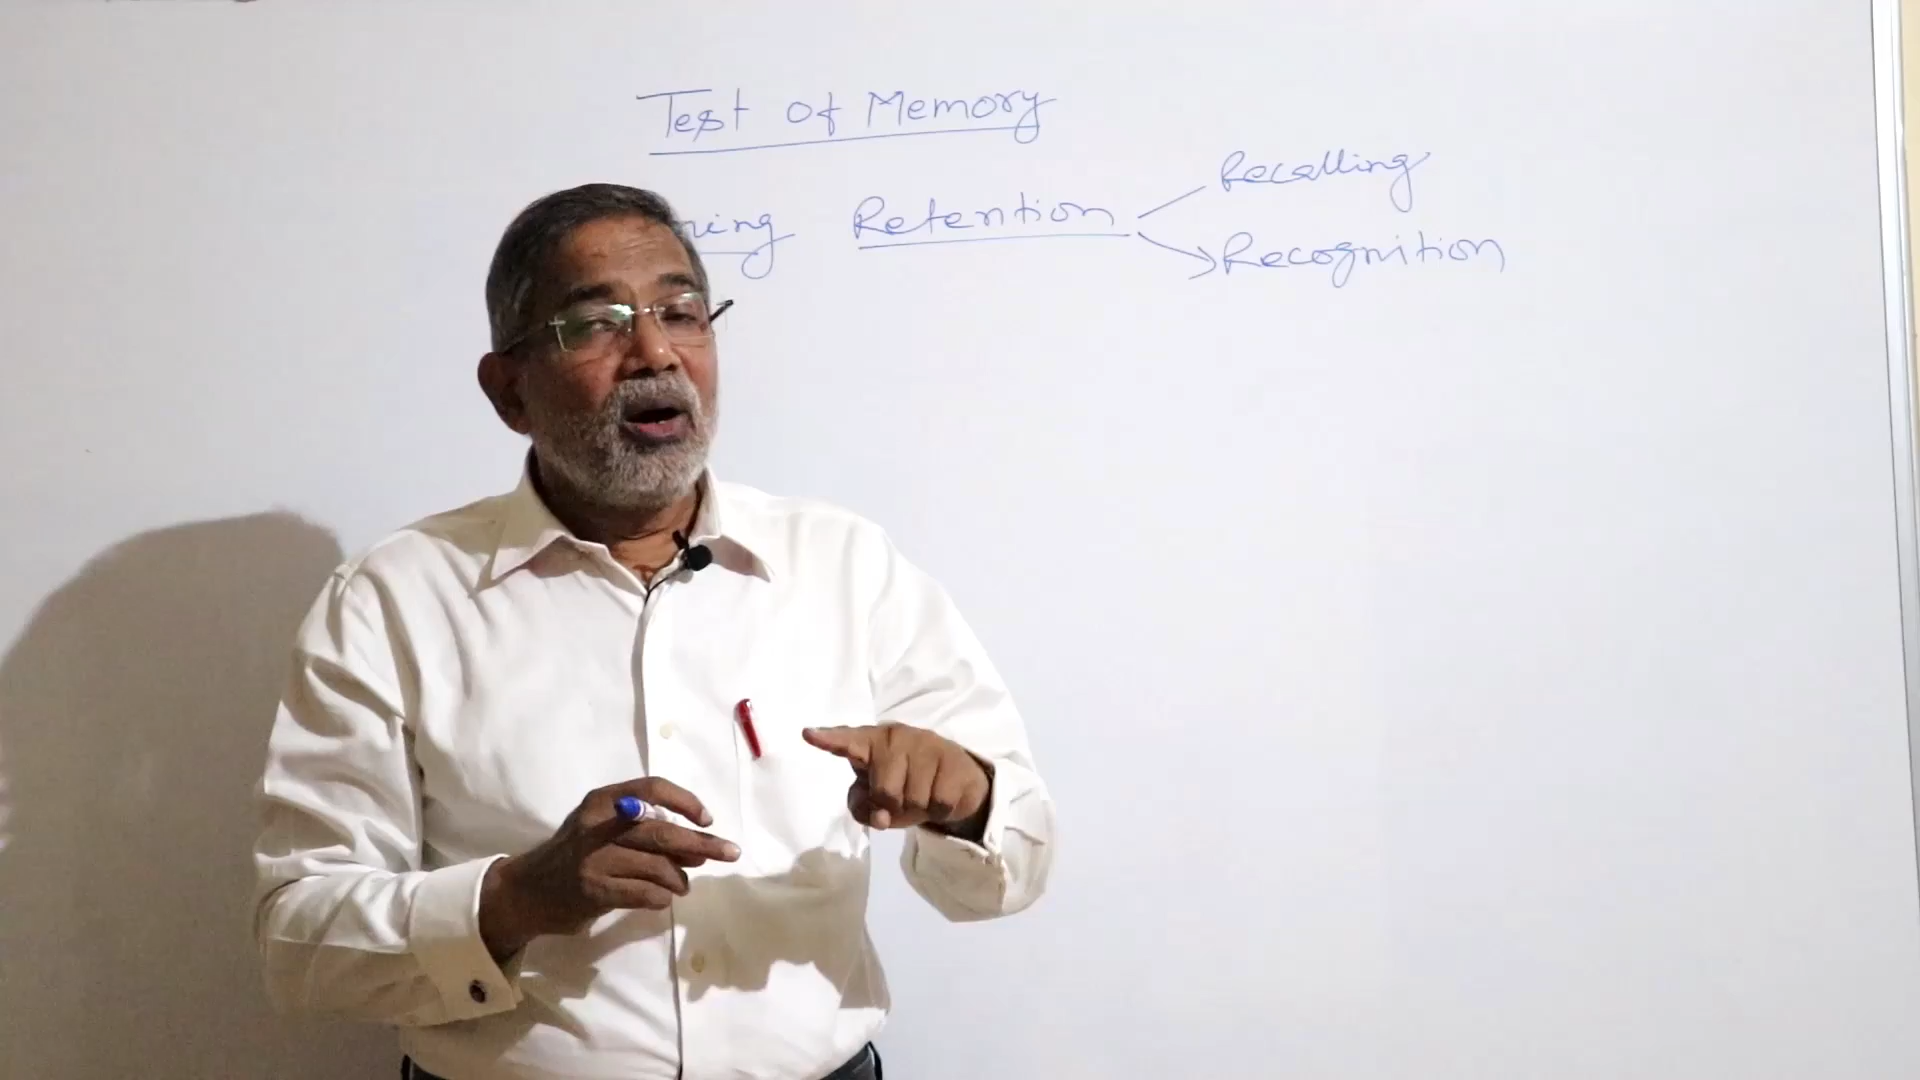 Test of Memory
Retention
Recalling
Recognition